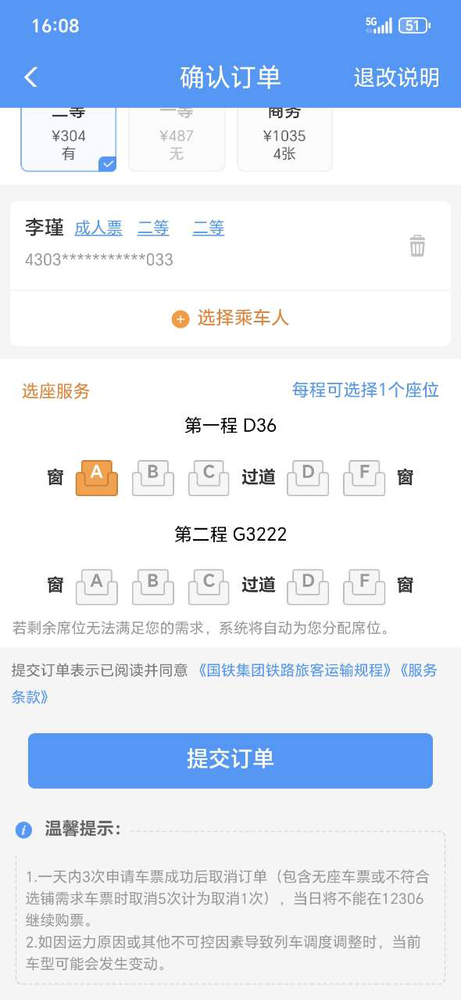 16:08
5G
51
确认订单
退改说明
二等
一等
商务
¥304
¥487
¥1035
有
无
4张
李瑾 成人票 二等 二等
4303***********033
选择乘车人
选座服务
每程可选择1个座位
第一程 D36
窗 A B C 过道 D F 窗
第二程 G3222
窗 A B C 过道 D F 窗
若剩余席位无法满足您的需求，系统将自动为您分配席位。
提交订单表示已阅读并同意《国铁集团铁路旅客运输规程》《服务
条款》
提交订单
温馨提示：
1.一天内3次申请车票成功后取消订单（包含无座车票或不符合
选铺需求车票时取消5次计为取消1次），当日将不能在12306
继续购票。
2.如因运力原因或其他不可控因素导致列车调度调整时，当前
车型可能会发生变动。